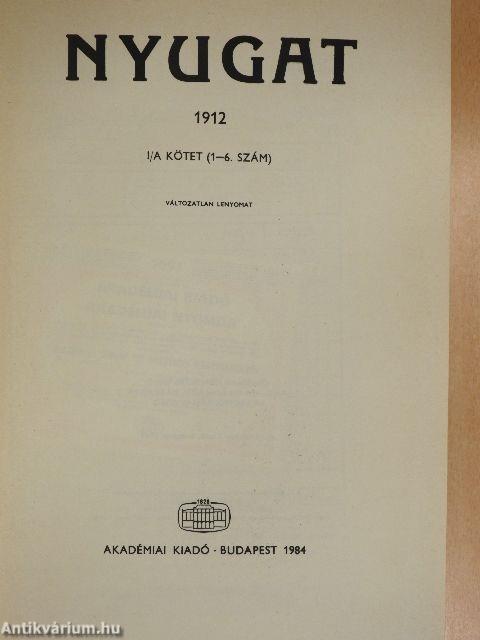 NYUGAT
1912
I/A KÖTET (1—6. SZÁM)
VÁLTOZATLAN LENYOMAT
1828
AKADÉMIAI KIADÓ · BUDAPEST 1984
Antikvárium.hu